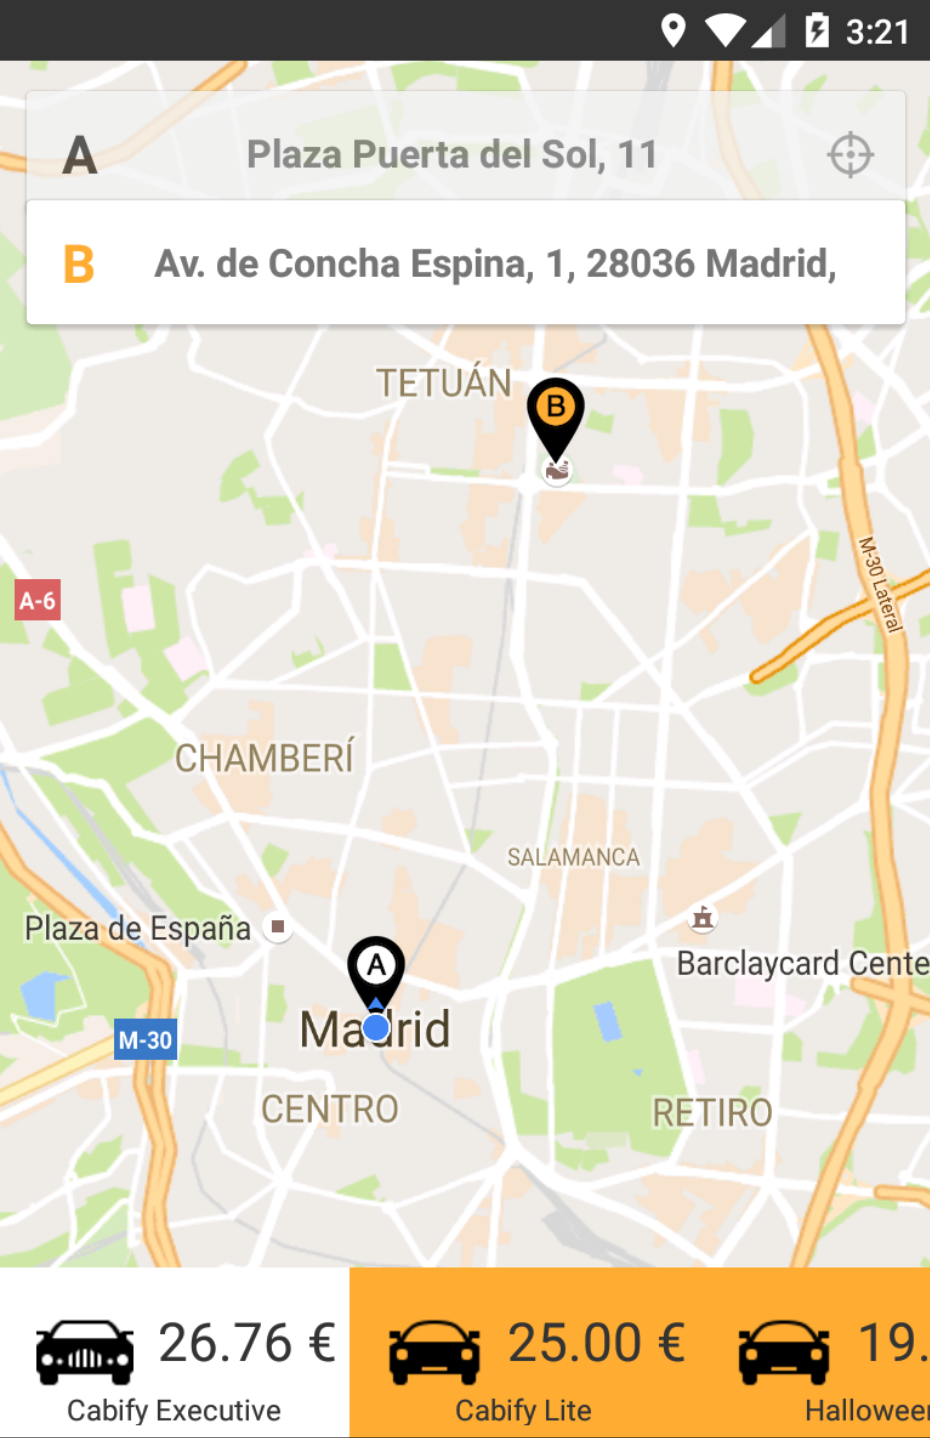 3:21
A Plaza Puerta del Sol, 11
B Av. de Concha Espina, 1, 28036 Madrid,
TETUÁN
B
M-30 Lateral
A-6
CHAMBERÍ
SALAMANCA
Plaza de España
Barclaycard Cente
A
Madrid
M-30
CENTRO
RETIRO
26.76 € 25.00 € 19.
Cabify Executive Cabify Lite Halloween